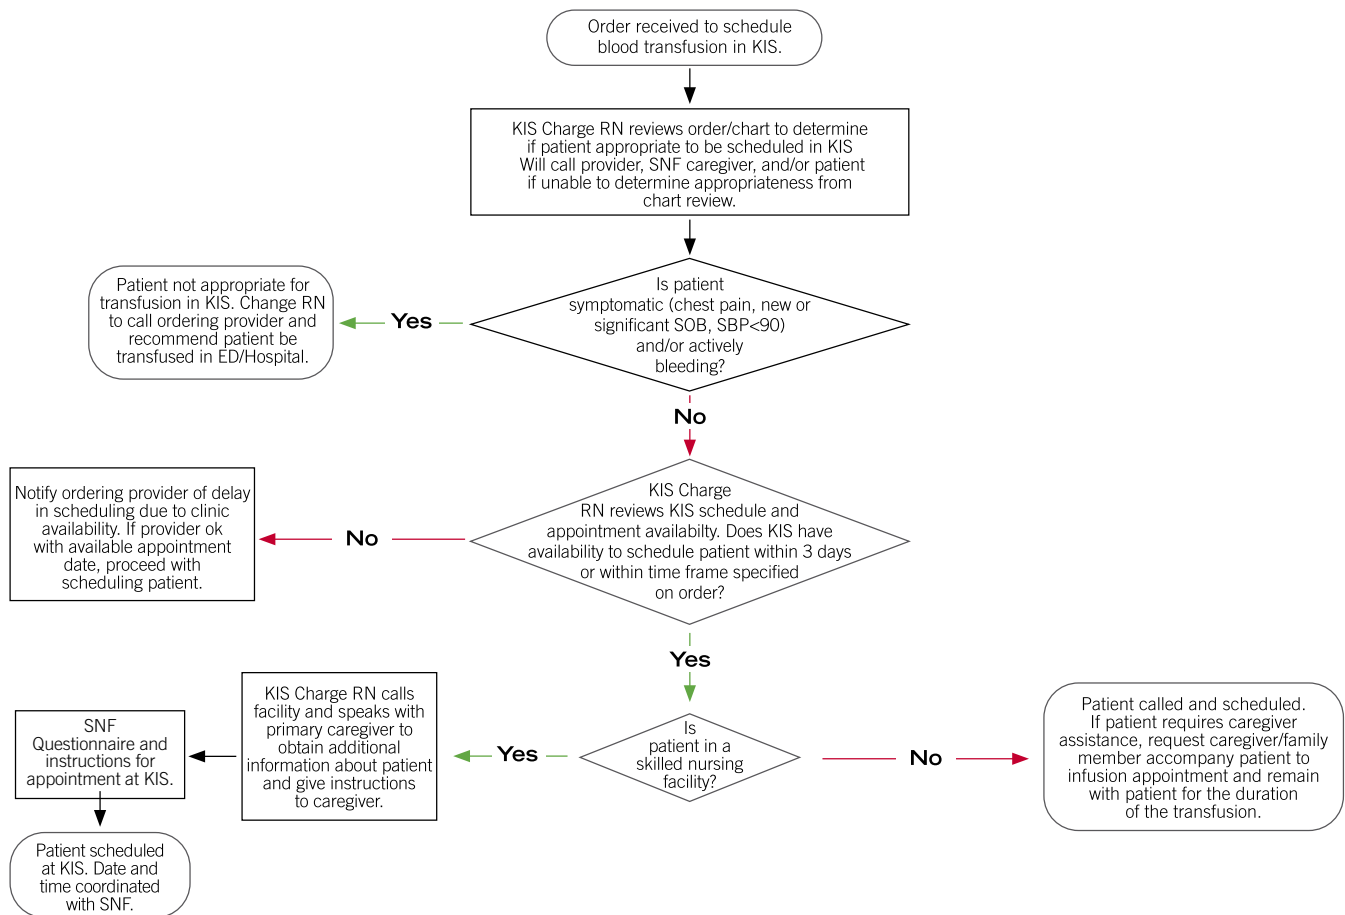 Order received to schedule
blood transfusion in KIS.
KIS Charge RN reviews order/chart to determine
if patient appropriate to be scheduled in KIS
Will call provider, SNF caregiver, and/or patient
if unable to determine appropriateness from
chart review.
Is patient
symptomatic (chest pain, new or
significant SOB, SBP<90)
and/or actively
bleeding?
Yes
Patient not appropriate for
transfusion in KIS. Change RN
to call ordering provider and
recommend patient be
transfused in ED/Hospital.
No
KIS Charge
RN reviews KIS schedule and
appointment availabilty. Does KIS have
availability to schedule patient within 3 days
or within time frame specified
on order?
No
Notify ordering provider of delay
in scheduling due to clinic
availability. If provider ok
with available appointment
date, proceed with
scheduling patient.
Yes
Is
patient in a
skilled nursing
facility?
Yes
KIS Charge RN calls
facility and speaks with
primary caregiver to
obtain additional
information about patient
and give instructions
to caregiver.
SNF
Questionnaire and
instructions for
appointment at KIS.
Patient scheduled
at KIS. Date and
time coordinated
with SNF.
No
Patient called and scheduled.
If patient requires caregiver
assistance, request caregiver/family
member accompany patient to
infusion appointment and remain
with patient for the duration
of the transfusion.